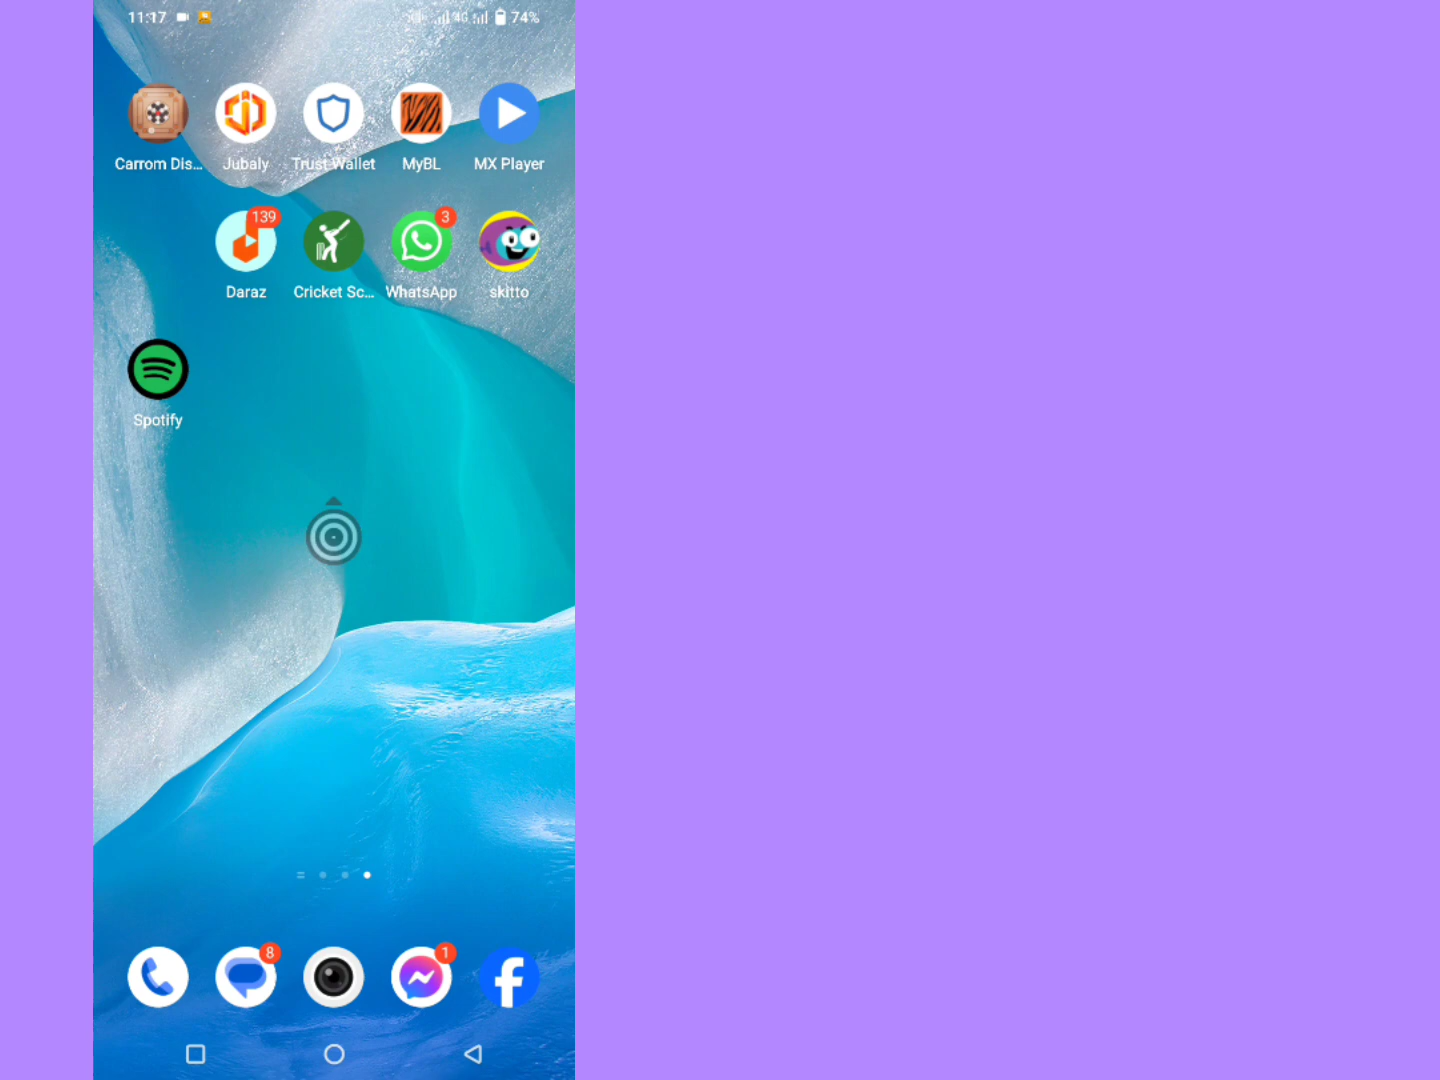 11:17
4G 74%
Carrom Dis... Jubaly Trust Wallet MyBL MX Player
139 3
Daraz Cricket Sc... WhatsApp skitto
Spotify
8 1